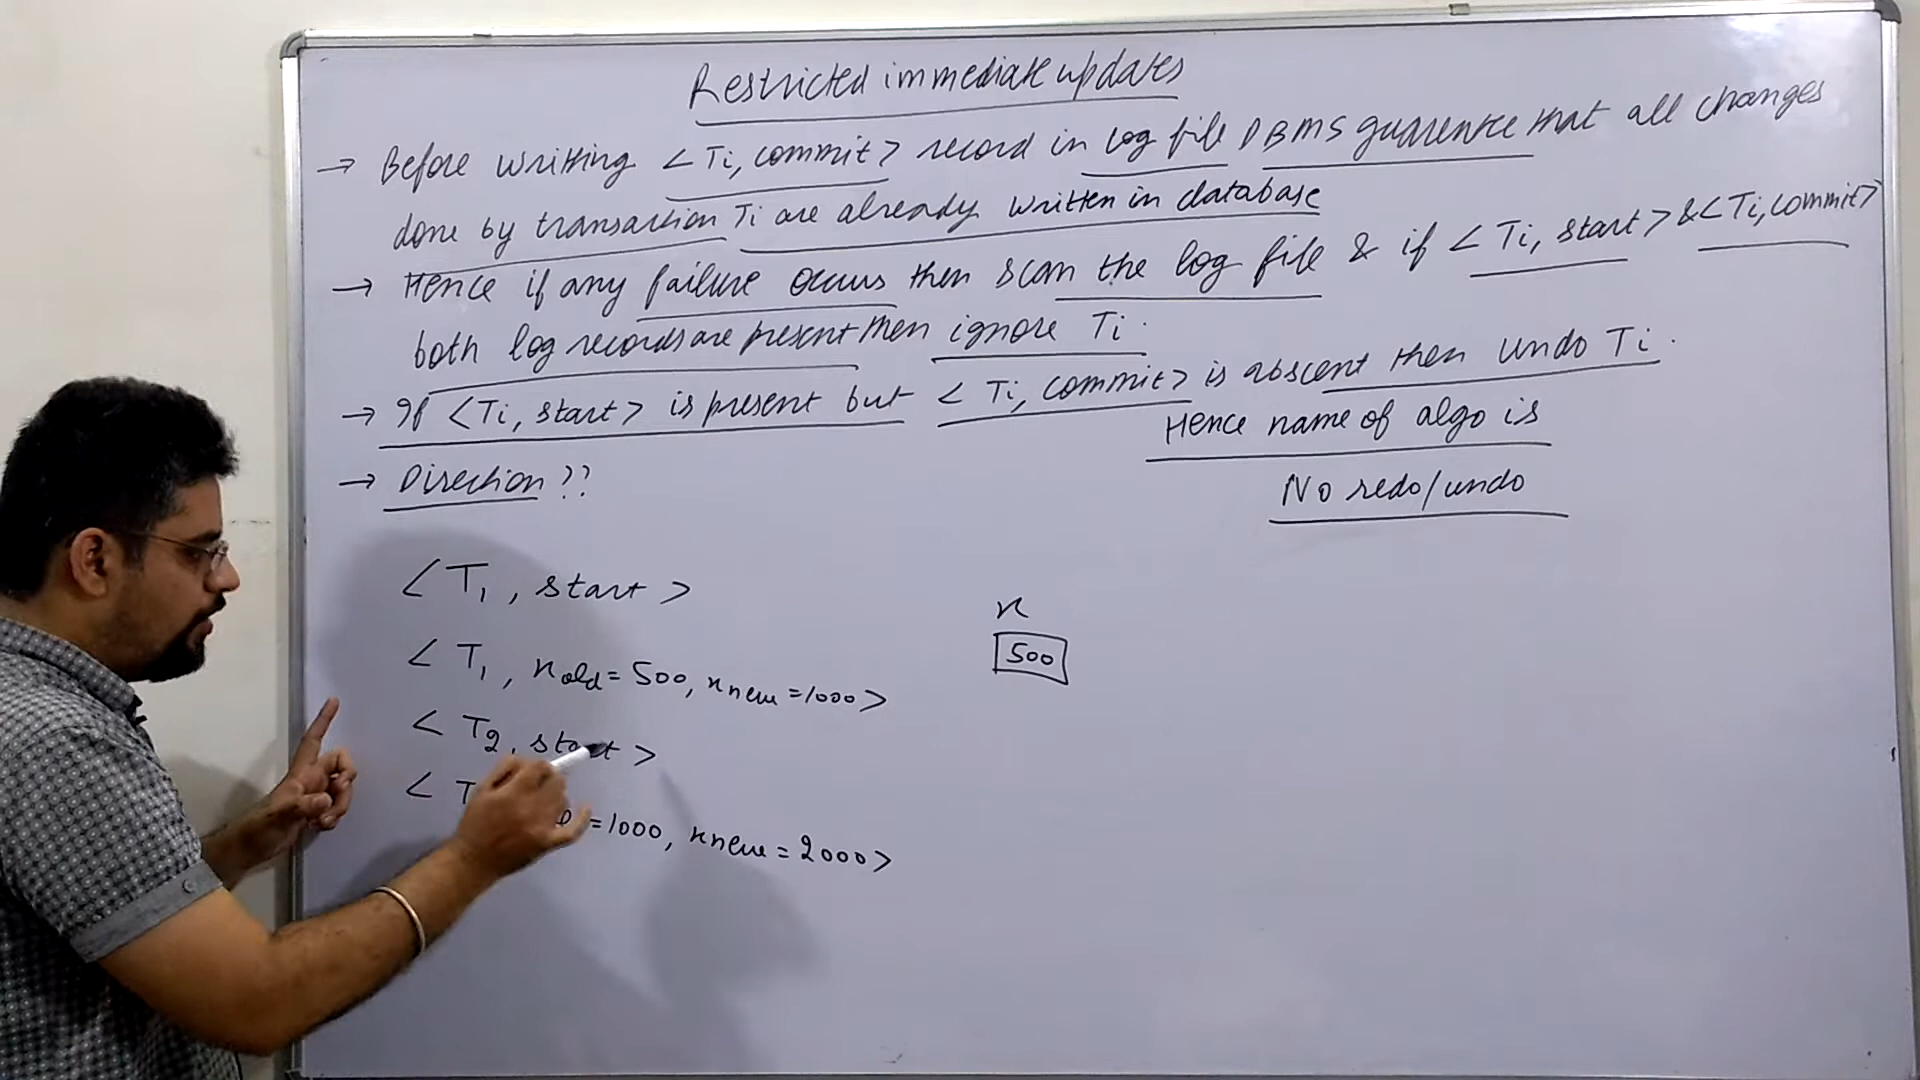 Restricted immediate updates
→ Before writting <Ti, commit> record in log file DBMS guarentee that all changes
done by transaction Ti are already written in database
→ Hence if any failure occurs then scan the log file & if <Ti, start> & <Ti, commit>
both log records are present then ignore Ti.
→ If <Ti, start> is present but <Ti, commit> is abscent then undo Ti.
Hence name of algo is
No redo/undo
→ Direction ??
<T1, start>
<T1, xold = 500, xnew = 1000>
<T2, start>
<T =1000, xnew = 2000>
x
500